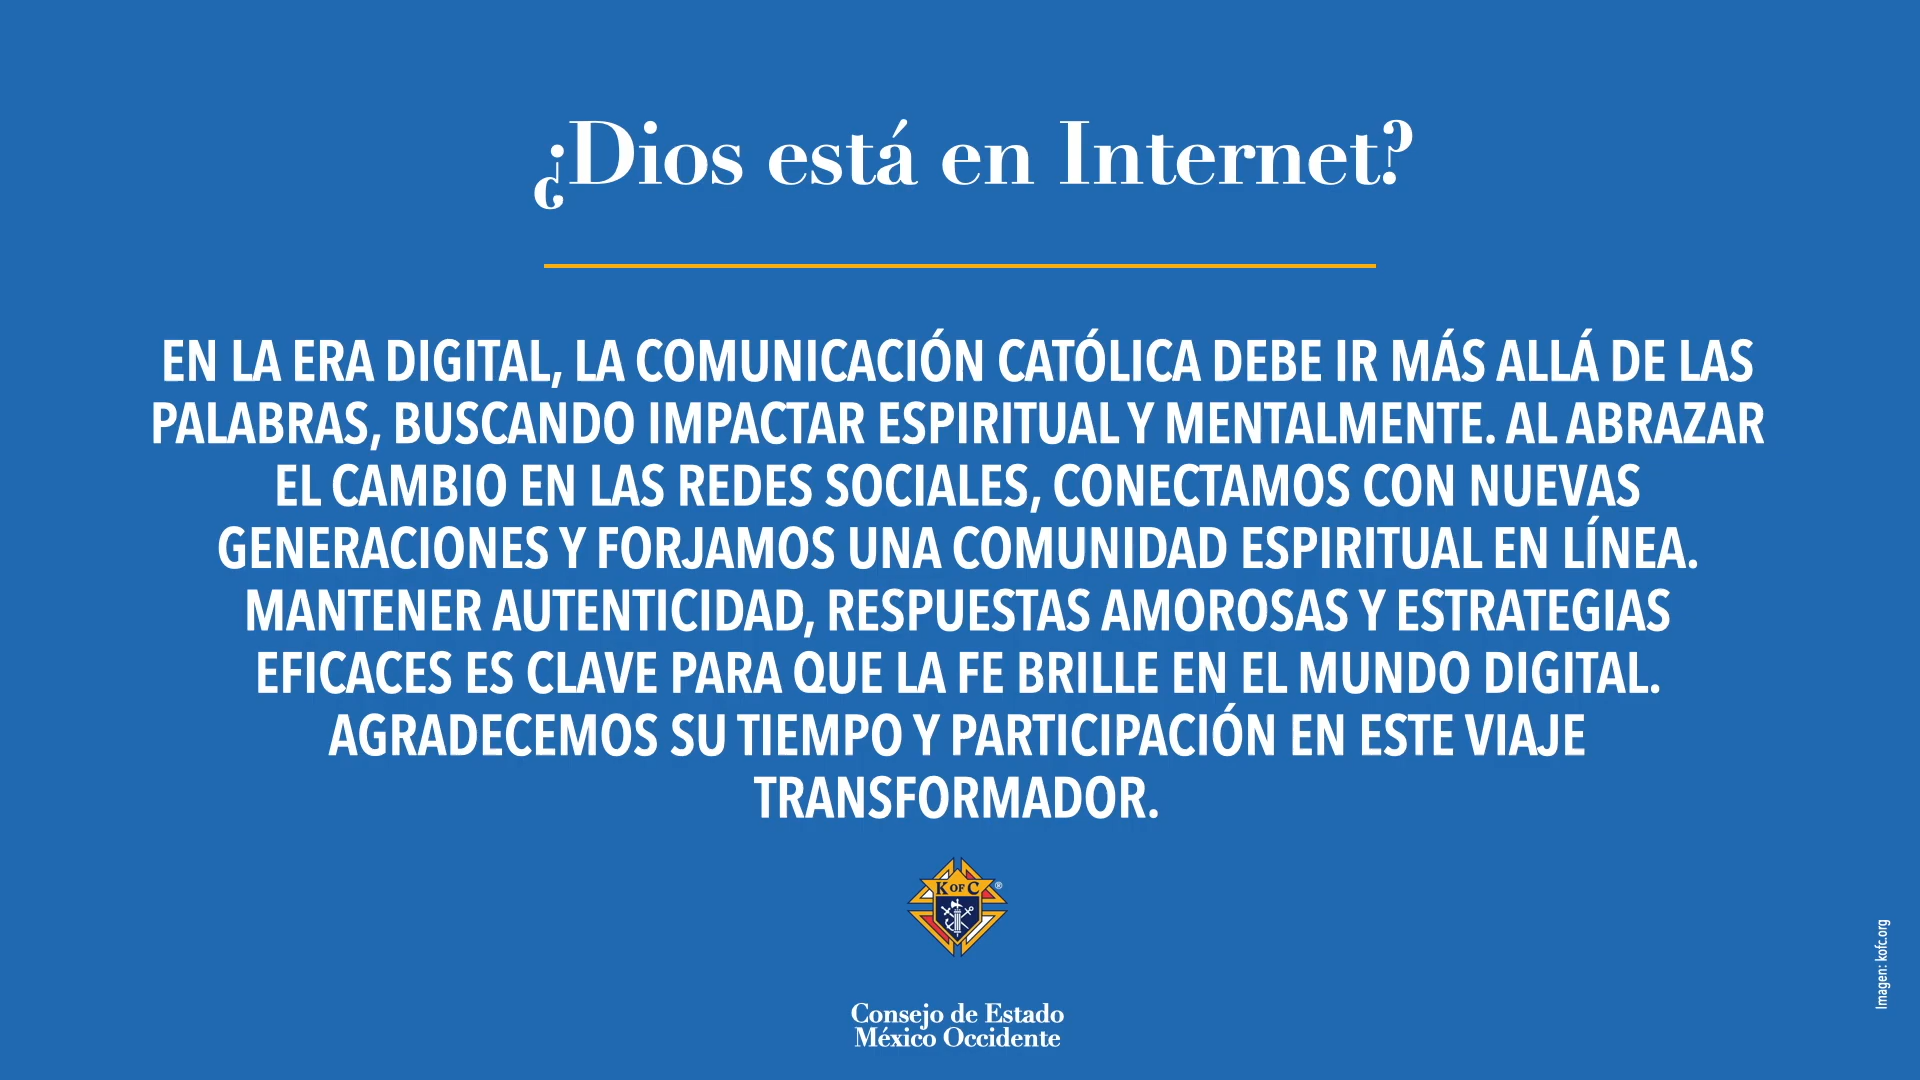 ¿Dios está en Internet?
EN LA ERA DIGITAL, LA COMUNICACIÓN CATÓLICA DEBE IR MÁS ALLÁ DE LAS
PALABRAS, BUSCANDO IMPACTAR ESPIRITUAL Y MENTALMENTE. AL ABRAZAR
EL CAMBIO EN LAS REDES SOCIALES, CONECTAMOS CON NUEVAS
GENERACIONES Y FORJAMOS UNA COMUNIDAD ESPIRITUAL EN LÍNEA.
MANTENER AUTENTICIDAD, RESPUESTAS AMOROSAS Y ESTRATEGIAS
EFICACES ES CLAVE PARA QUE LA FE BRILLE EN EL MUNDO DIGITAL.
AGRADECEMOS SU TIEMPO Y PARTICIPACIÓN EN ESTE VIAJE
TRANSFORMADOR.
K OF C ®
Consejo de Estado
México Occidente
Imagen: kofc.org